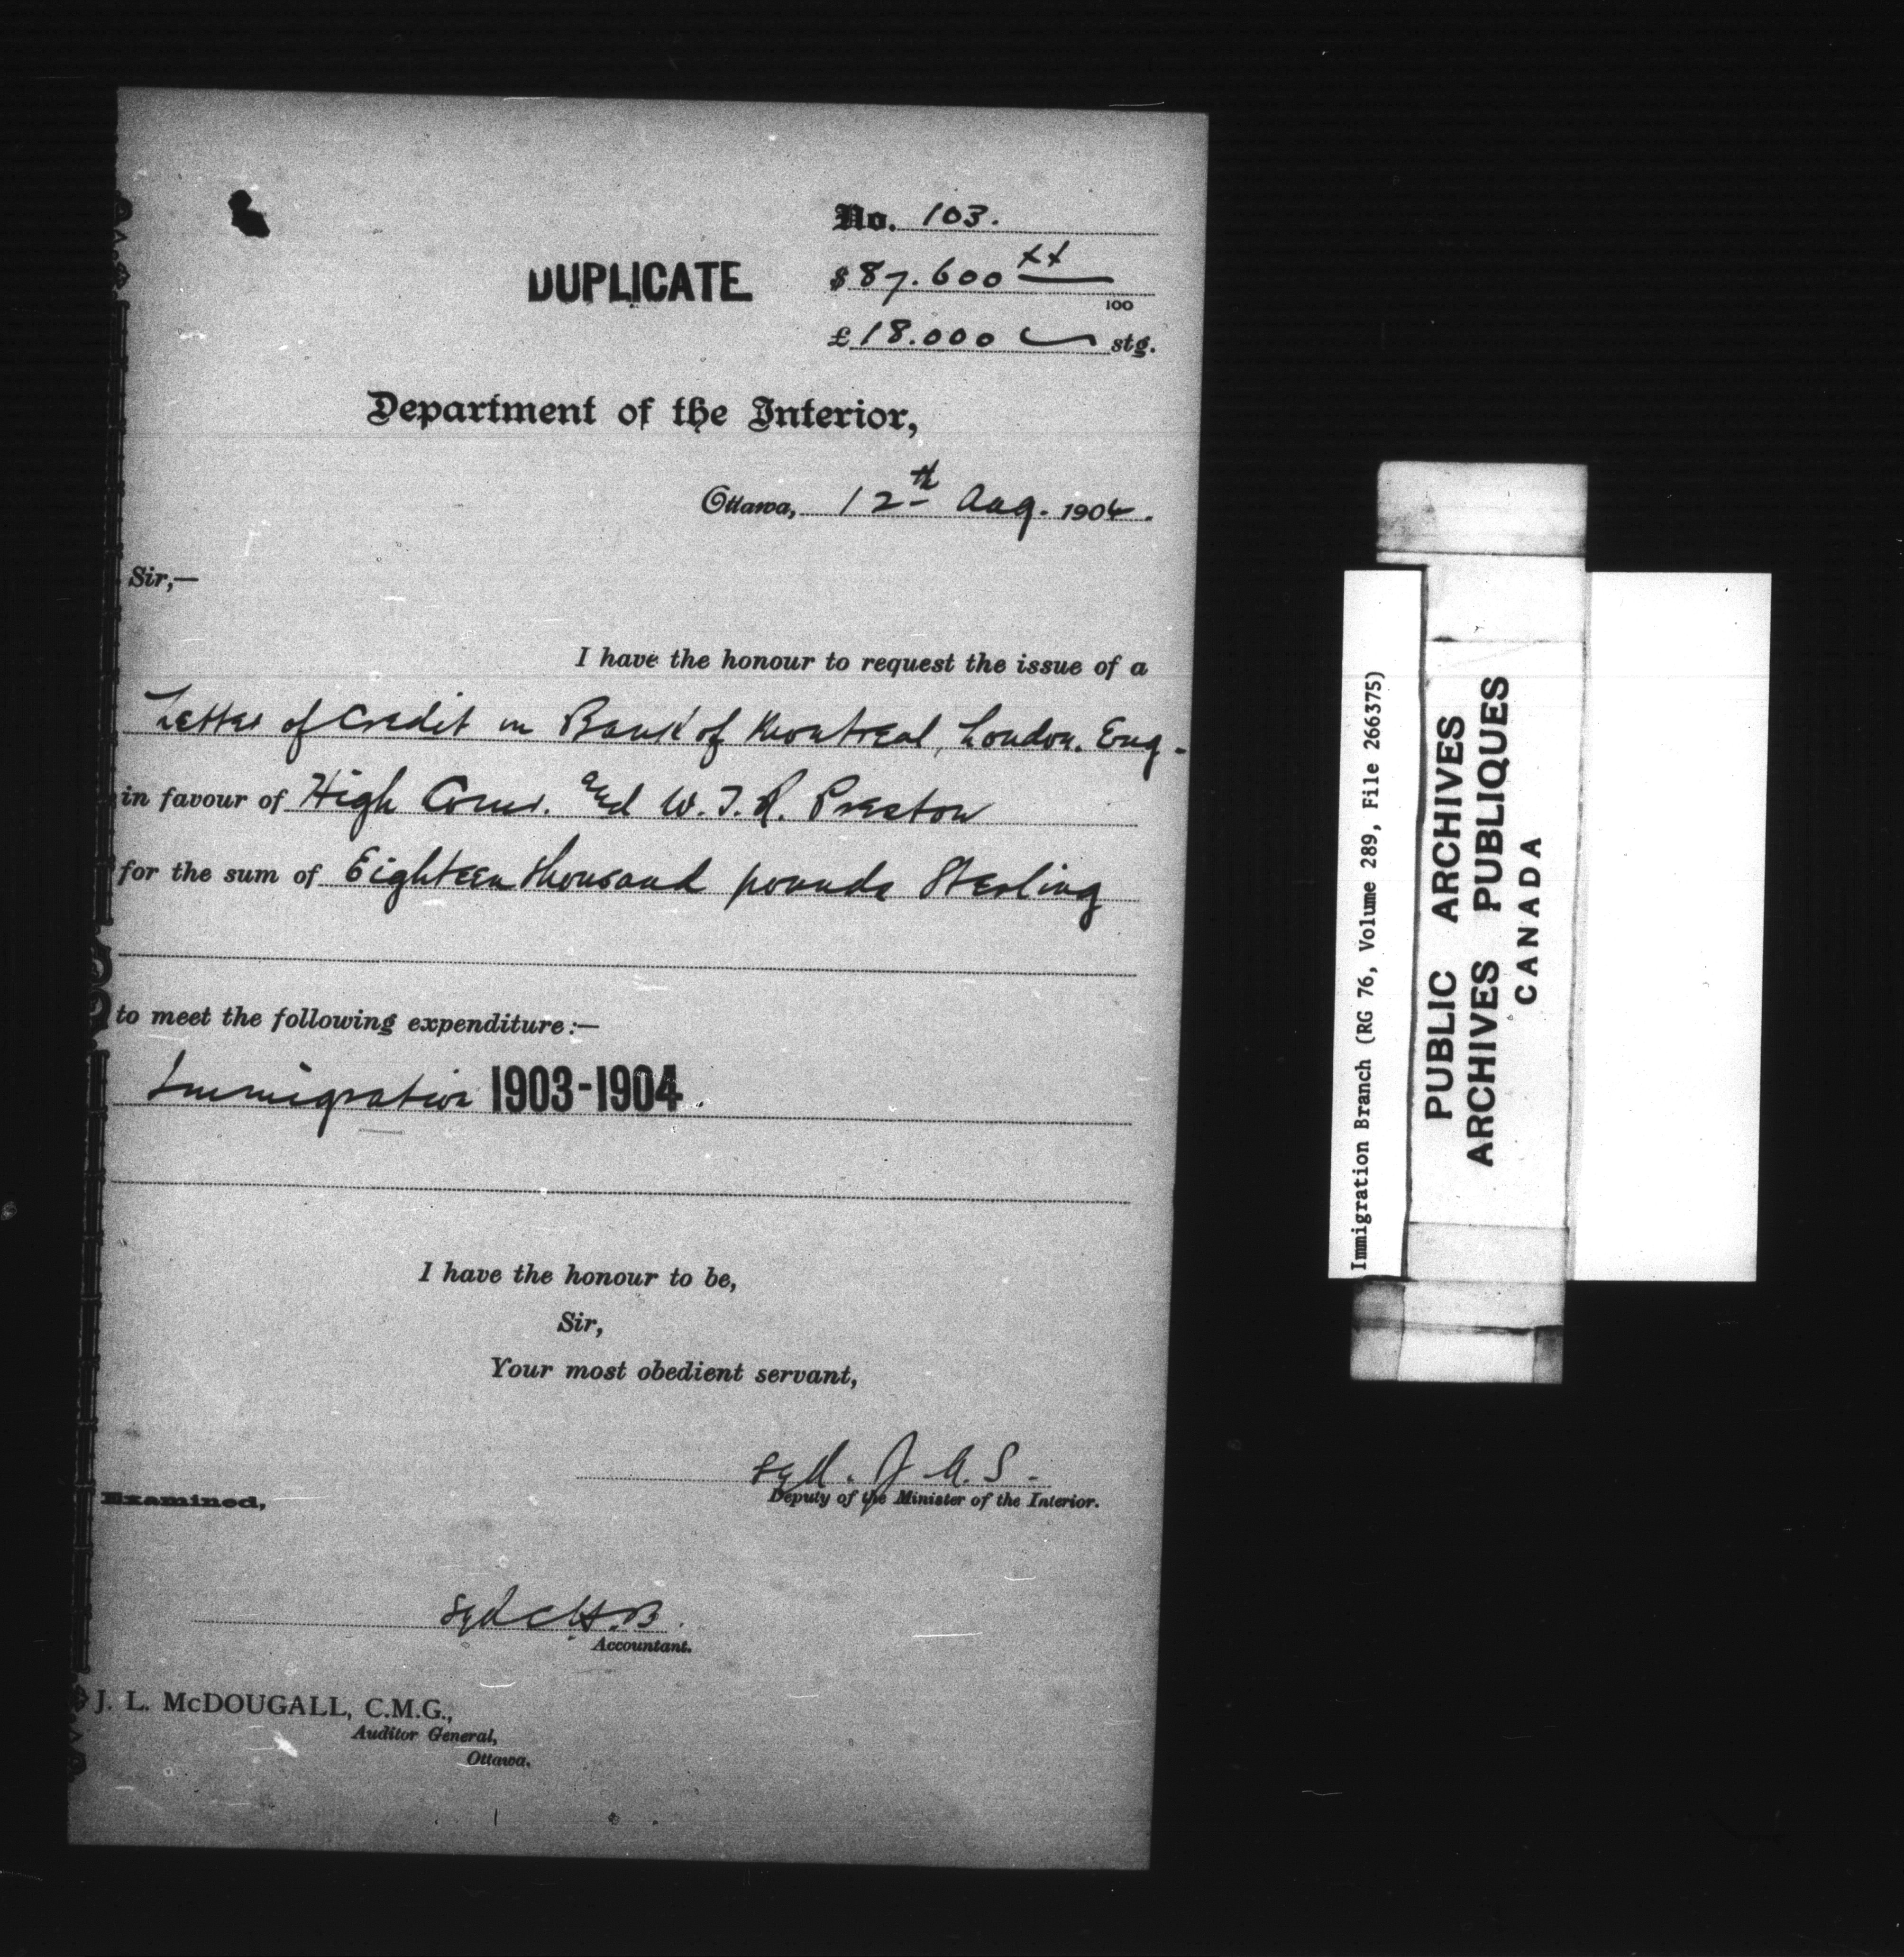 No. 103.
DUPLICATE
$ 87.600 xx/100
£ 18.000 stg.
Department of the Interior,
Ottawa, 12th Aug. 1904.
Sir,—
I have the honour to request the issue of a
Letter of Credit in Bank of Montreal, London. Eng.
in favour of High Comr. and W. T. R. Preston
for the sum of Eighteen thousand pounds Sterling
to meet the following expenditure:—
Immigration 1903-1904.
I have the honour to be,
Sir,
Your most obedient servant,
Sgd. J. A. S.
Deputy of the Minister of the Interior.
Examined,
Sgd C.H.B.
Accountant.
J. L. McDOUGALL, C.M.G.,
Auditor General,
Ottawa.
Immigration Branch (RG 76, Volume 289, File 266375)
PUBLIC ARCHIVES
ARCHIVES PUBLIQUES
CANADA